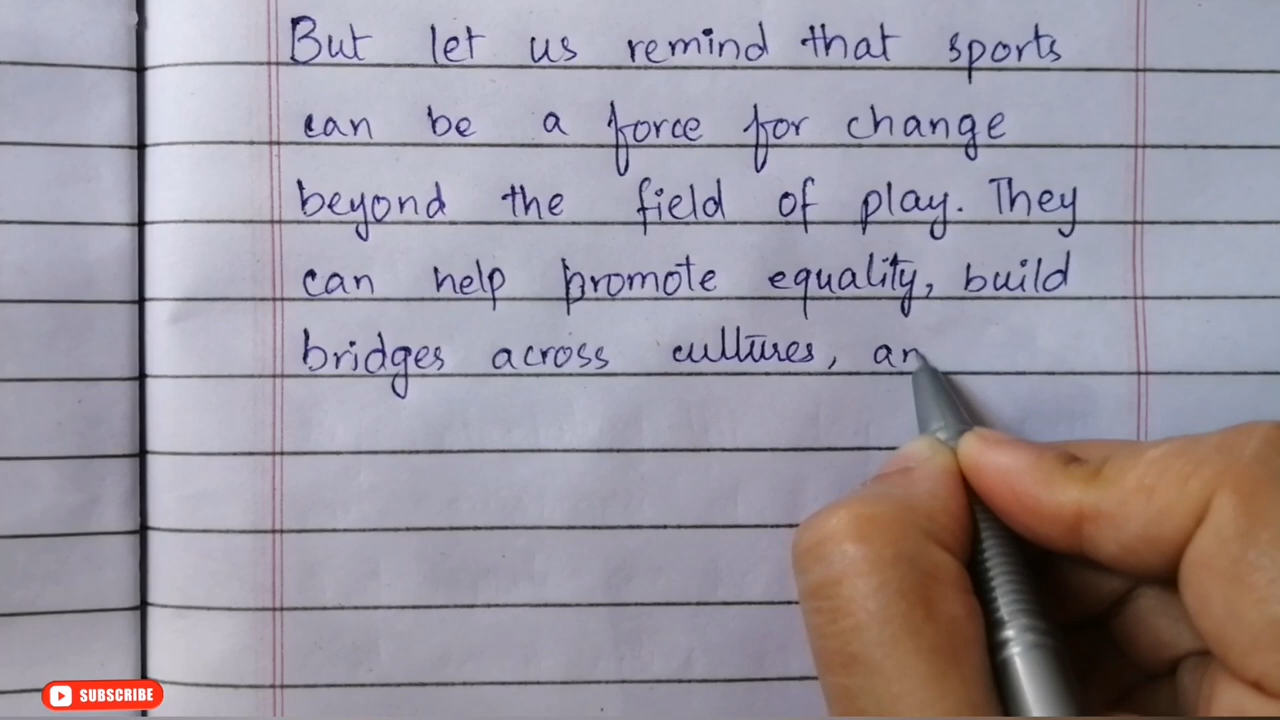 But let us remind that sports
can be a force for change
beyond the field of play. They
can help promote equality, build
bridges across cultures, an
SUBSCRIBE